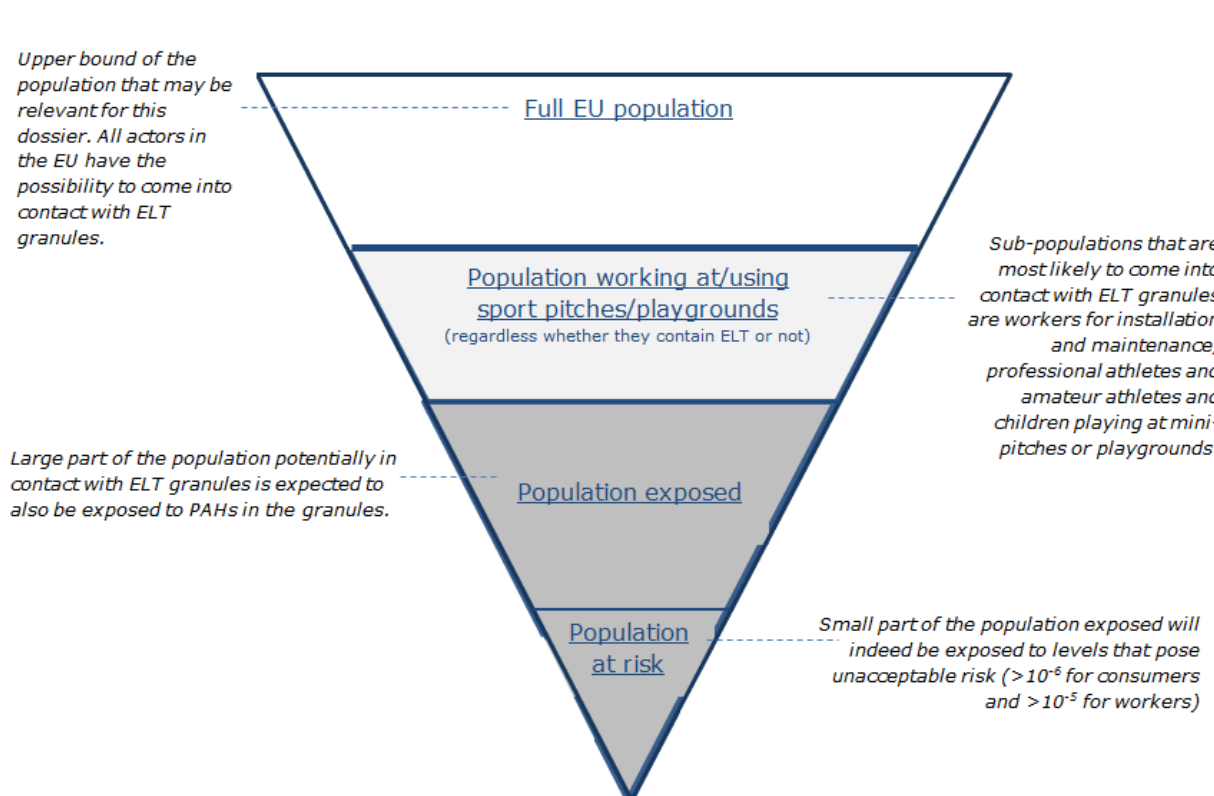 Upper bound of the
population that may be
relevant for this
dossier. All actors in
the EU have the
possibility to come into
contact with ELT
granules.
Full EU population
Population working at/using
sport pitches/playgrounds
(regardless whether they contain ELT or not)
Sub-populations that are
most likely to come into
contact with ELT granules
are workers for installation
and maintenance,
professional athletes and
amateur athletes and
children playing at mini-
pitches or playgrounds
Large part of the population potentially in
contact with ELT granules is expected to
also be exposed to PAHs in the granules.
Population exposed
Population
at risk
Small part of the population exposed will
indeed be exposed to levels that pose
unacceptable risk (>10⁻⁶ for consumers
and >10⁻⁵ for workers)